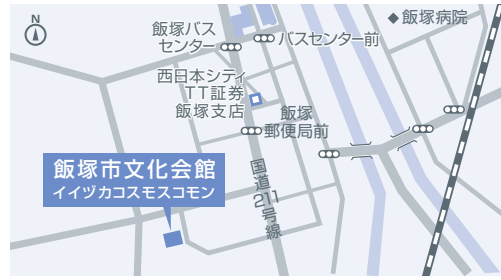 N
飯塚バス
センター
バスセンター前
飯塚病院
西日本シティ
TT証券
飯塚支店
飯塚
郵便局前
飯塚市文化会館
イイヅカコスモスコモン
国道211号線